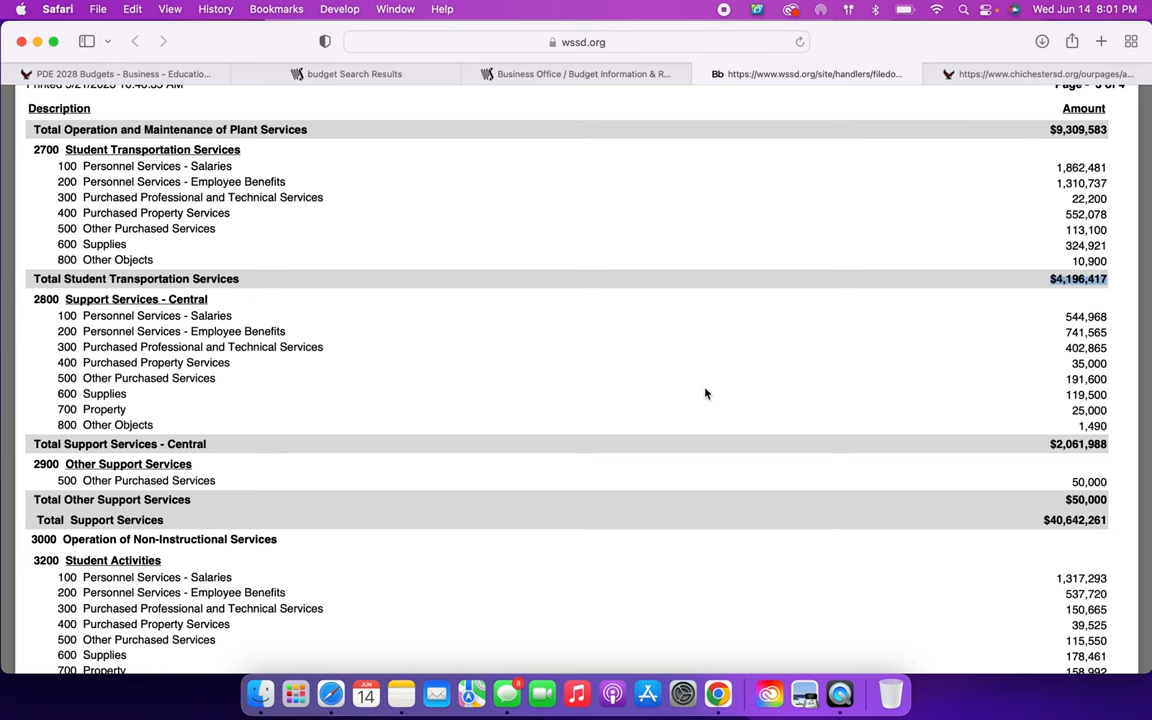 Safari File Edit View History Bookmarks Develop Window Help Wed Jun 14 8:01 PM
wssd.org
PDE 2028 Budgets - Business - Educatio... budget Search Results Business Office / Budget Information & R... Bb https://www.wssd.org/site/handlers/filedo... https://www.chichestersd.org/ourpages/a...
Description Amount
Total Operation and Maintenance of Plant Services $9,309,583
2700 Student Transportation Services
100 Personnel Services - Salaries 1,862,481
200 Personnel Services - Employee Benefits 1,310,737
300 Purchased Professional and Technical Services 22,200
400 Purchased Property Services 552,078
500 Other Purchased Services 113,100
600 Supplies 324,921
800 Other Objects 10,900
Total Student Transportation Services $4,196,417
2800 Support Services - Central
100 Personnel Services - Salaries 544,968
200 Personnel Services - Employee Benefits 741,565
300 Purchased Professional and Technical Services 402,865
400 Purchased Property Services 35,000
500 Other Purchased Services 191,600
600 Supplies 119,500
700 Property 25,000
800 Other Objects 1,490
Total Support Services - Central $2,061,988
2900 Other Support Services
500 Other Purchased Services 50,000
Total Other Support Services $50,000
Total Support Services $40,642,261
3000 Operation of Non-Instructional Services
3200 Student Activities
100 Personnel Services - Salaries 1,317,293
200 Personnel Services - Employee Benefits 537,720
300 Purchased Professional and Technical Services 150,665
400 Purchased Property Services 39,525
500 Other Purchased Services 115,550
600 Supplies 178,461
700 Property 158,992
JUN
14
8